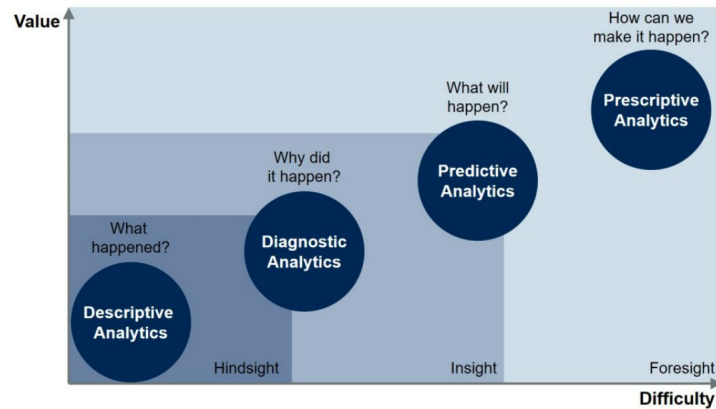 Value
How can we
make it happen?
Prescriptive
Analytics
What will
happen?
Predictive
Analytics
Why did
it happen?
Diagnostic
Analytics
What
happened?
Descriptive
Analytics
Hindsight
Insight
Foresight
Difficulty